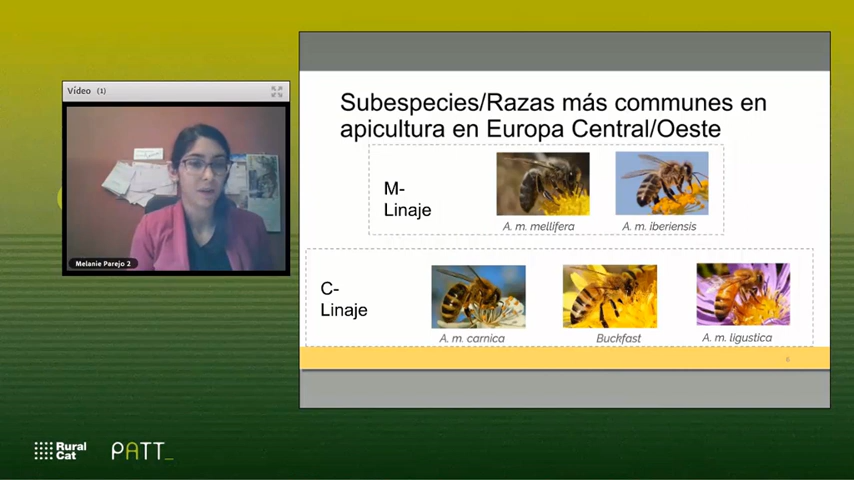 Vídeo (1)
Melanie Parejo 2
Subespecies/Razas más communes en
apicultura en Europa Central/Oeste
M-
Linaje
A. m. mellifera
A. m. iberiensis
C-
Linaje
A. m. carnica
Buckfast
A. m. ligustica
6
Rural
Cat
PATT_